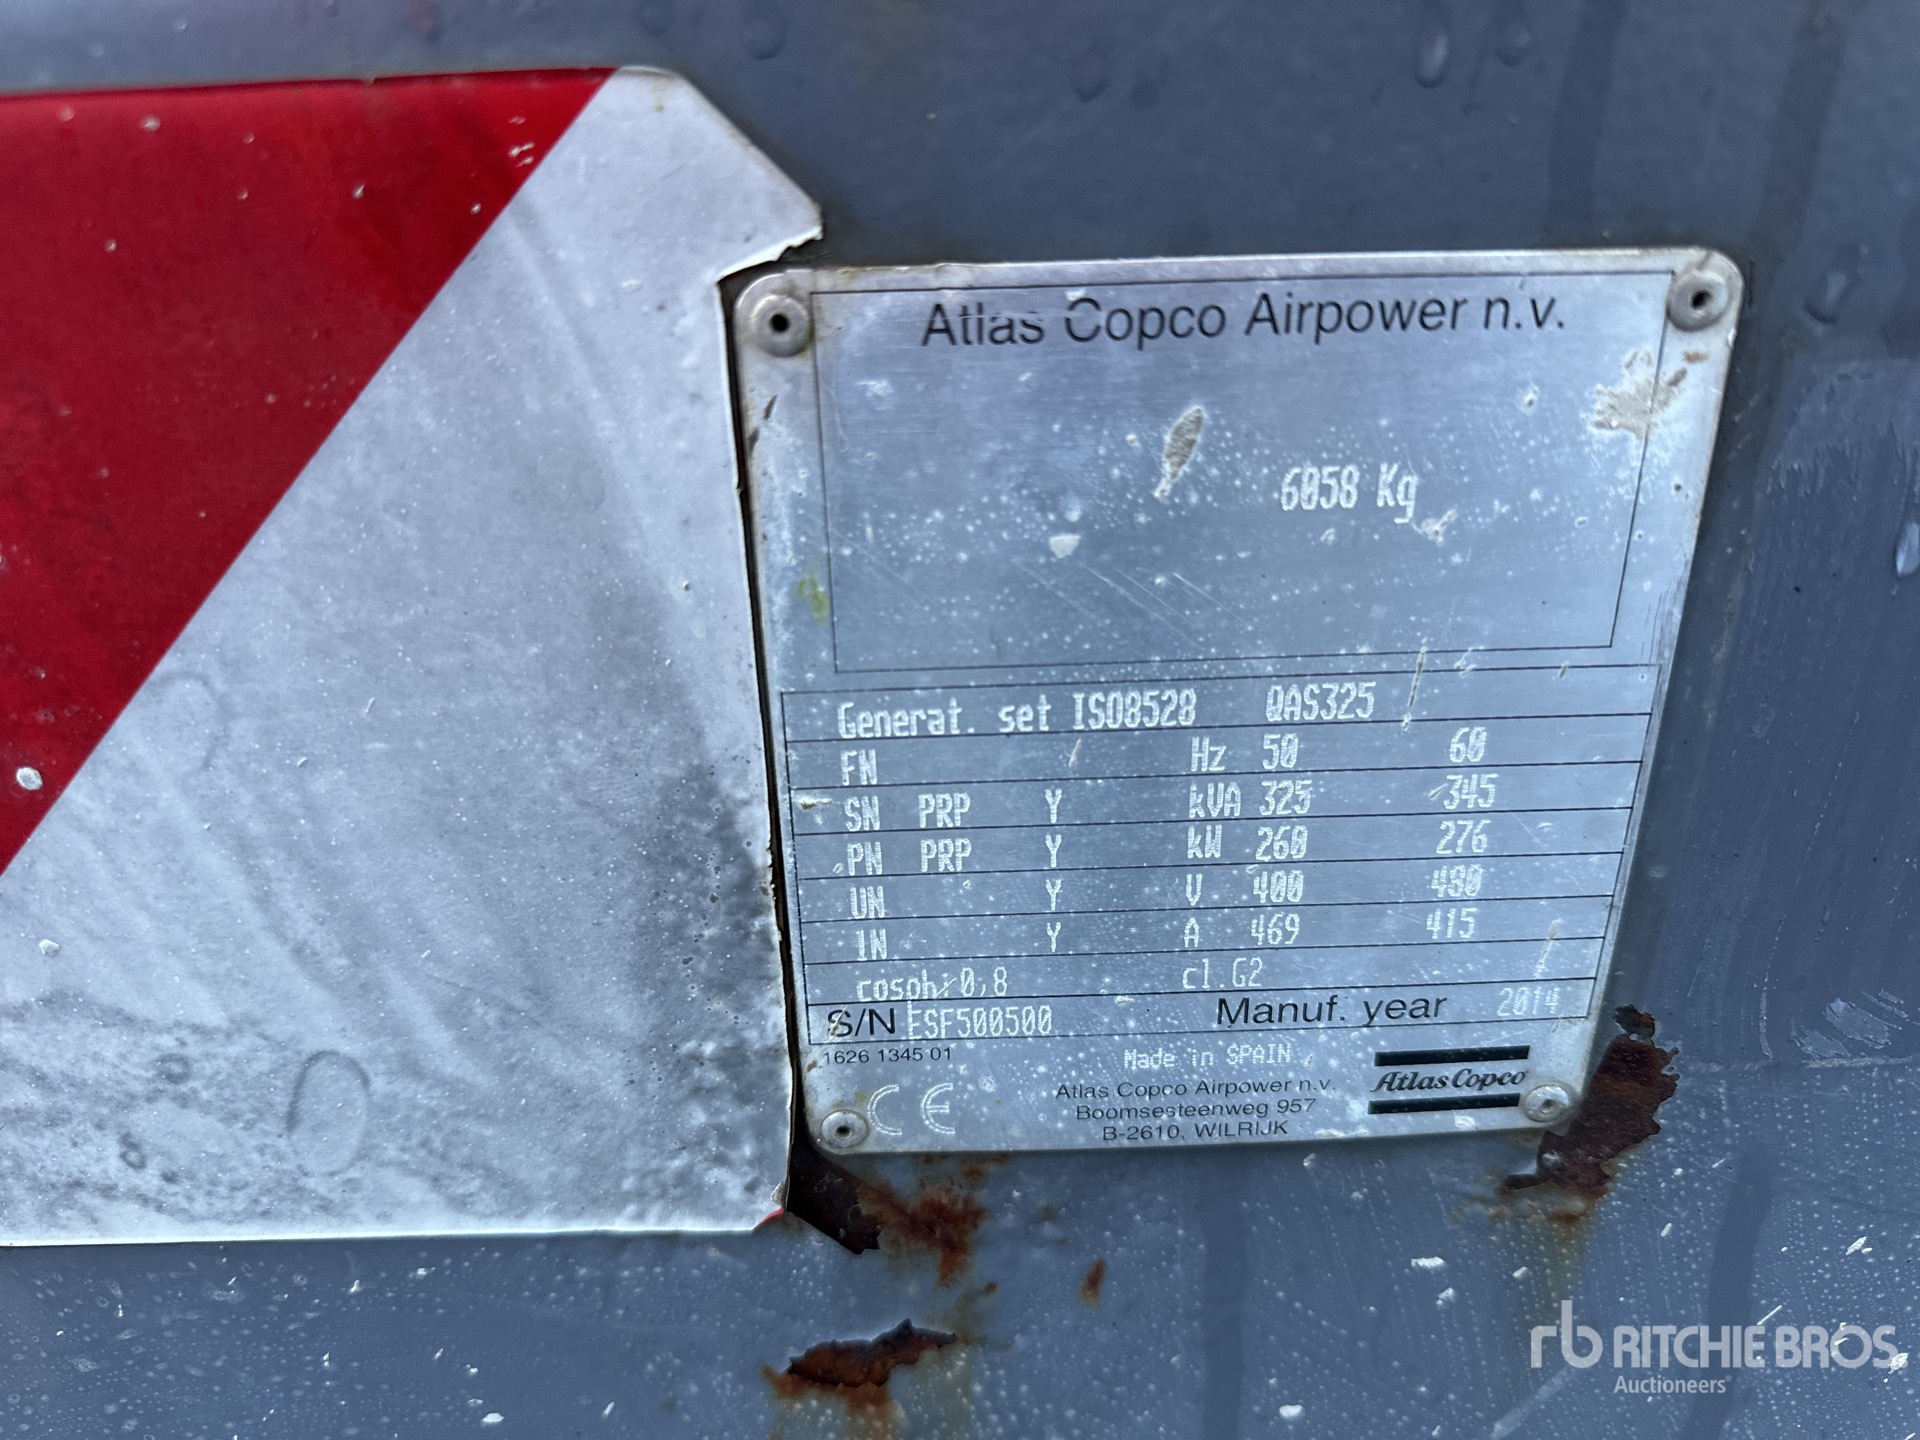 Atlas Copco Airpower n.v.
6058 Kg
Generat. set ISO8528 QAS325
FN Hz 50 60
SN PRP Y kVA 325 345
PN PRP Y kW 260 276
UN Y V 400 480
IN Y A 469 415
cosphi 0,8 cl.G2
S/N ESF500500 Manuf. year 2014
1626 1345 01
Made in SPAIN
CE
Atlas Copco Airpower n.v.
Boomsesteenweg 957
B-2610, WILRIJK
Atlas Copco
rb RITCHIE BROS.
Auctioneers